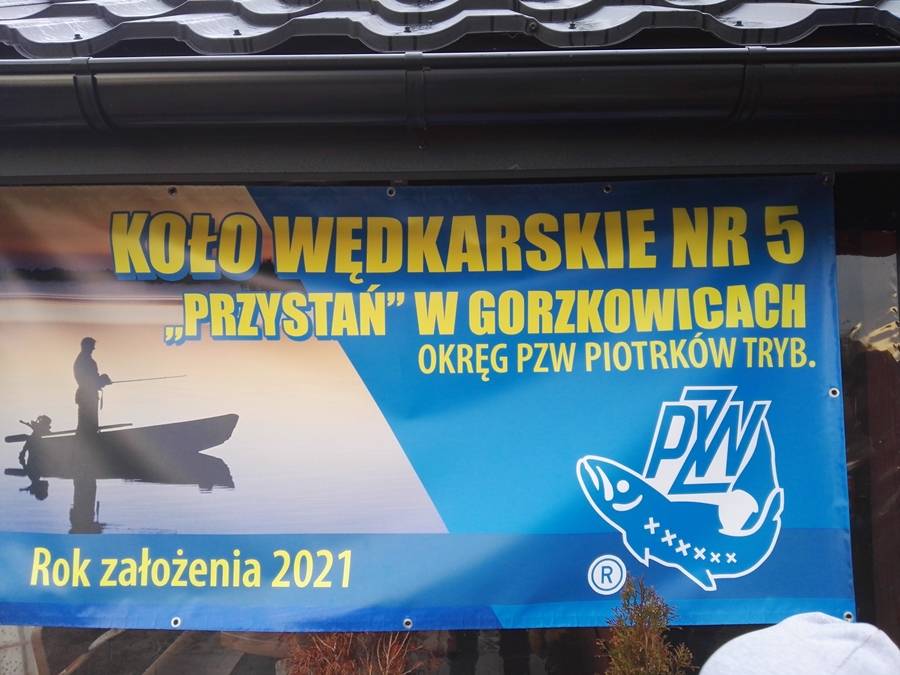 KOŁO WĘDKARSKIE NR 5
„PRZYSTAŃ” W GORZKOWICACH
OKRĘG PZW PIOTRKÓW TRYB.
PZW
®
Rok założenia 2021